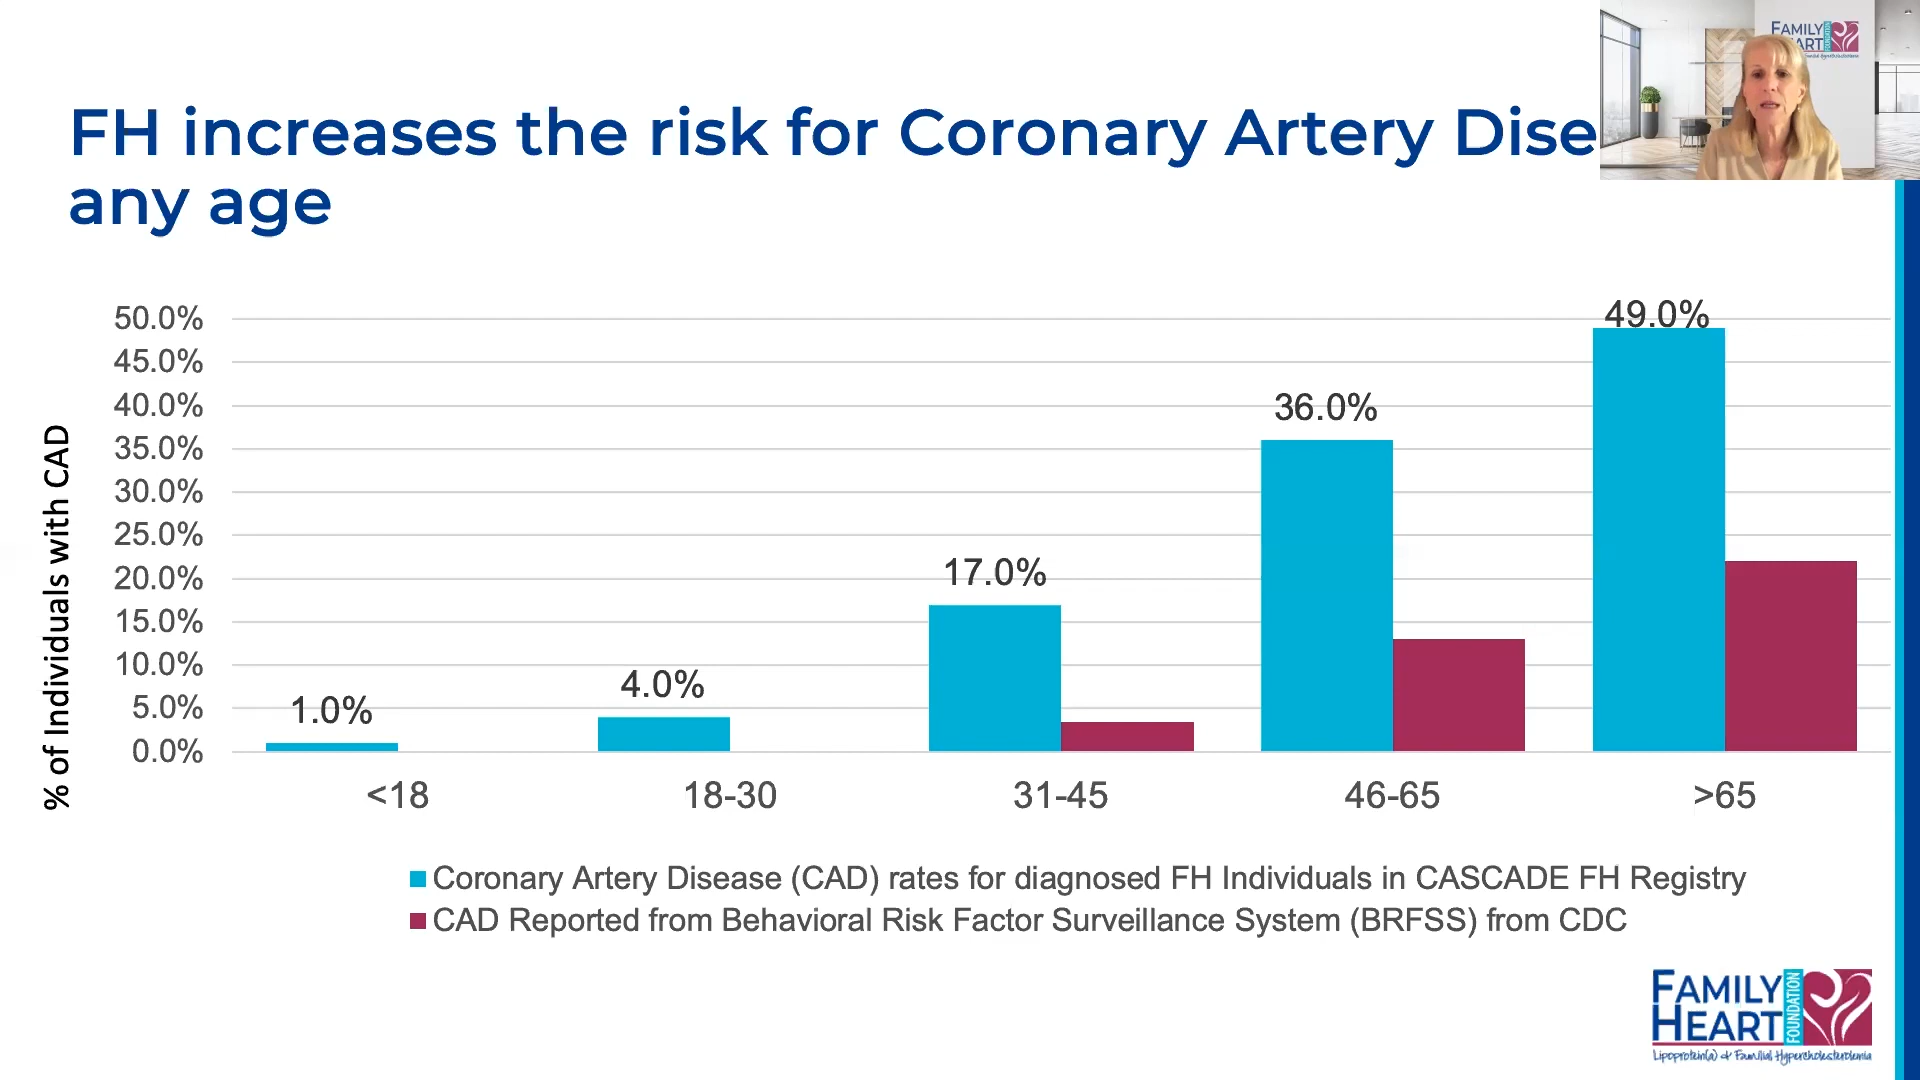 FH increases the risk for Coronary Artery Dise
any age
FAMILY
HEART
FOUNDATION
% of Individuals with CAD
50.0%
45.0%
40.0%
35.0%
30.0%
25.0%
20.0%
15.0%
10.0%
5.0%
0.0%
1.0%
4.0%
17.0%
36.0%
49.0%
<18
18-30
31-45
46-65
>65
Coronary Artery Disease (CAD) rates for diagnosed FH Individuals in CASCADE FH Registry
CAD Reported from Behavioral Risk Factor Surveillance System (BRFSS) from CDC
FAMILY
HEART
FOUNDATION
Lipoprotein(a) & Familial Hypercholesterolemia